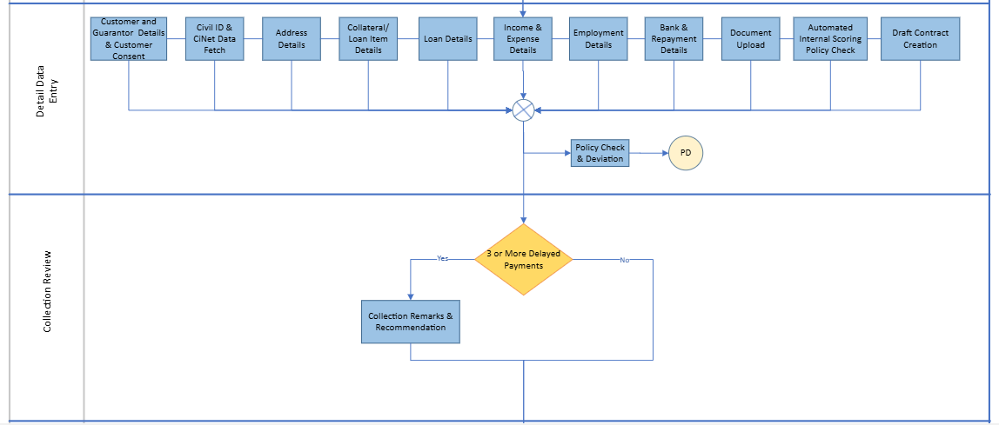 Detail Data
Entry
Customer and
Guarantor Details
& Customer
Consent
Civil ID &
CiNet Data
Fetch
Address
Details
Collateral/
Loan Item
Details
Loan Details
Income &
Expense
Details
Employment
Details
Bank &
Repayment
Details
Document
Upload
Automated
Internal Scoring
Policy Check
Draft Contract
Creation
Policy Check
& Deviation
PD
Collection Review
3 or More Delayed
Payments
Yes
No
Collection Remarks &
Recommendation